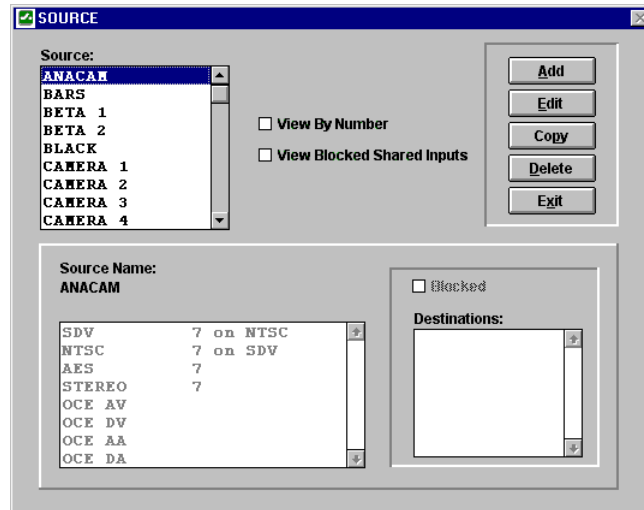 SOURCE
Source:
ANACAM
BARS
BETA 1
BETA 2
BLACK
CAMERA 1
CAMERA 2
CAMERA 3
CAMERA 4
View By Number
View Blocked Shared Inputs
Add
Edit
Copy
Delete
Exit
Source Name:
ANACAM
SDV 7 on NTSC
NTSC 7 on SDV
AES 7
STEREO 7
OCE AV
OCE DV
OCE AA
OCE DA
Blocked
Destinations: